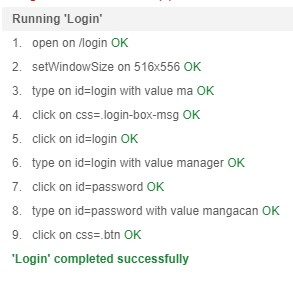 Running 'Login'
1. open on /login OK
2. setWindowSize on 516x556 OK
3. type on id=login with value ma OK
4. click on css=.login-box-msg OK
5. click on id=login OK
6. type on id=login with value manager OK
7. click on id=password OK
8. type on id=password with value mangacan OK
9. click on css=.btn OK
'Login' completed successfully